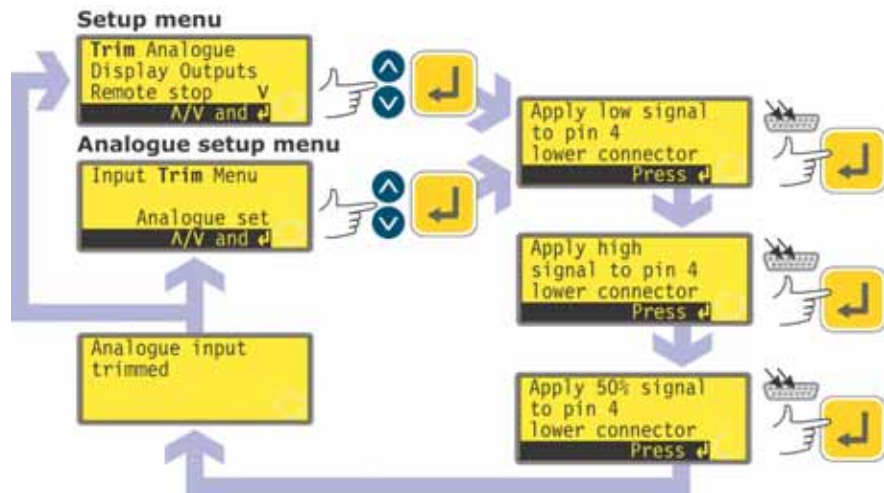 Setup menu
Trim Analogue
Display Outputs
Remote stop V
Λ/V and ↵
Analogue setup menu
Input Trim Menu
Analogue set
Λ/V and ↵
Apply low signal
to pin 4
lower connector
Press ↵
Apply high
signal to pin 4
lower connector
Press ↵
Apply 50% signal
to pin 4
lower connector
Press ↵
Analogue input
trimmed